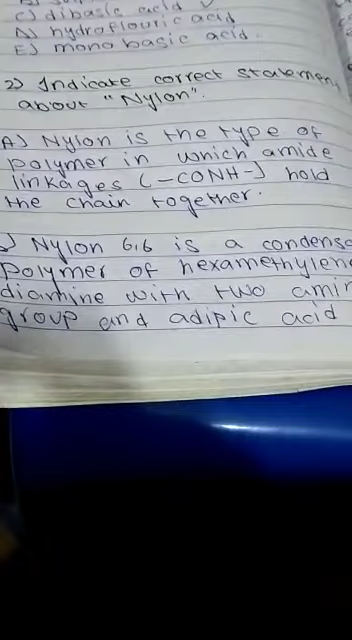 C) dibasic acid
D) hydroflouric acid
E) mono basic acid.
2) Indicate correct statement
about "Nylon".
A) Nylon is the type of
polymer in which amide
linkages (-CONH-) hold
the chain together.
) Nylon 6,6 is a
polymer of
diamine with two
group and adipic acid